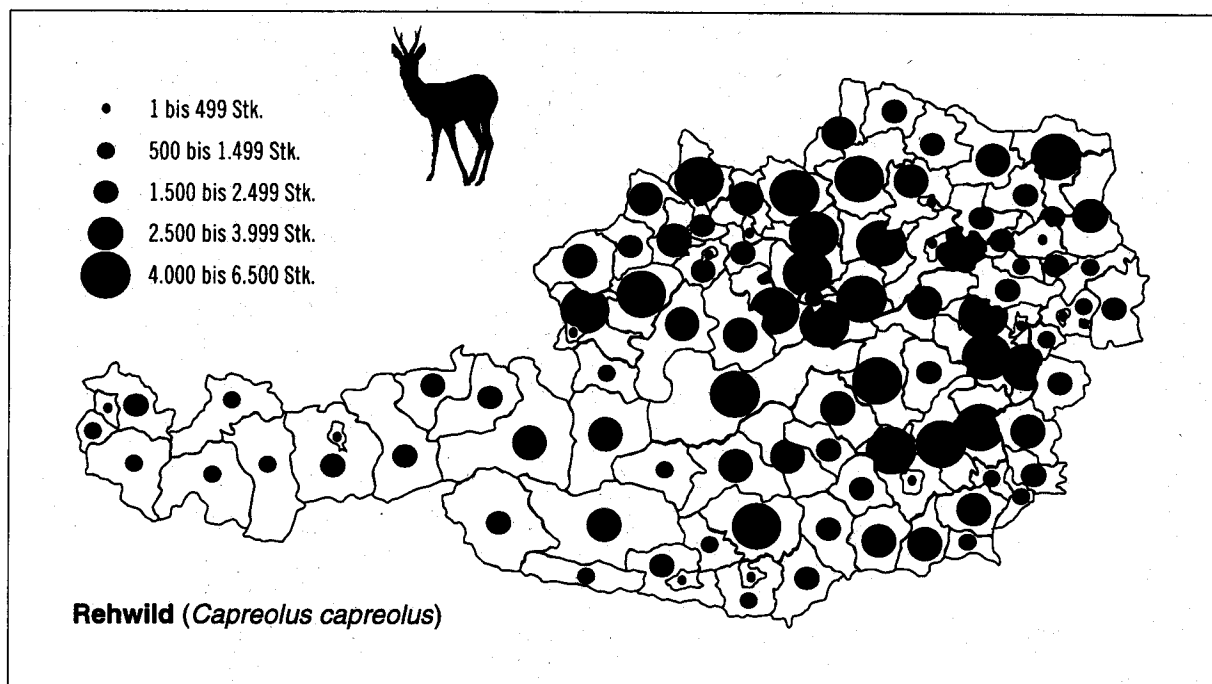 1 bis 499 Stk.
500 bis 1.499 Stk.
1.500 bis 2.499 Stk.
2.500 bis 3.999 Stk.
4.000 bis 6.500 Stk.
Rehwild (Capreolus capreolus)